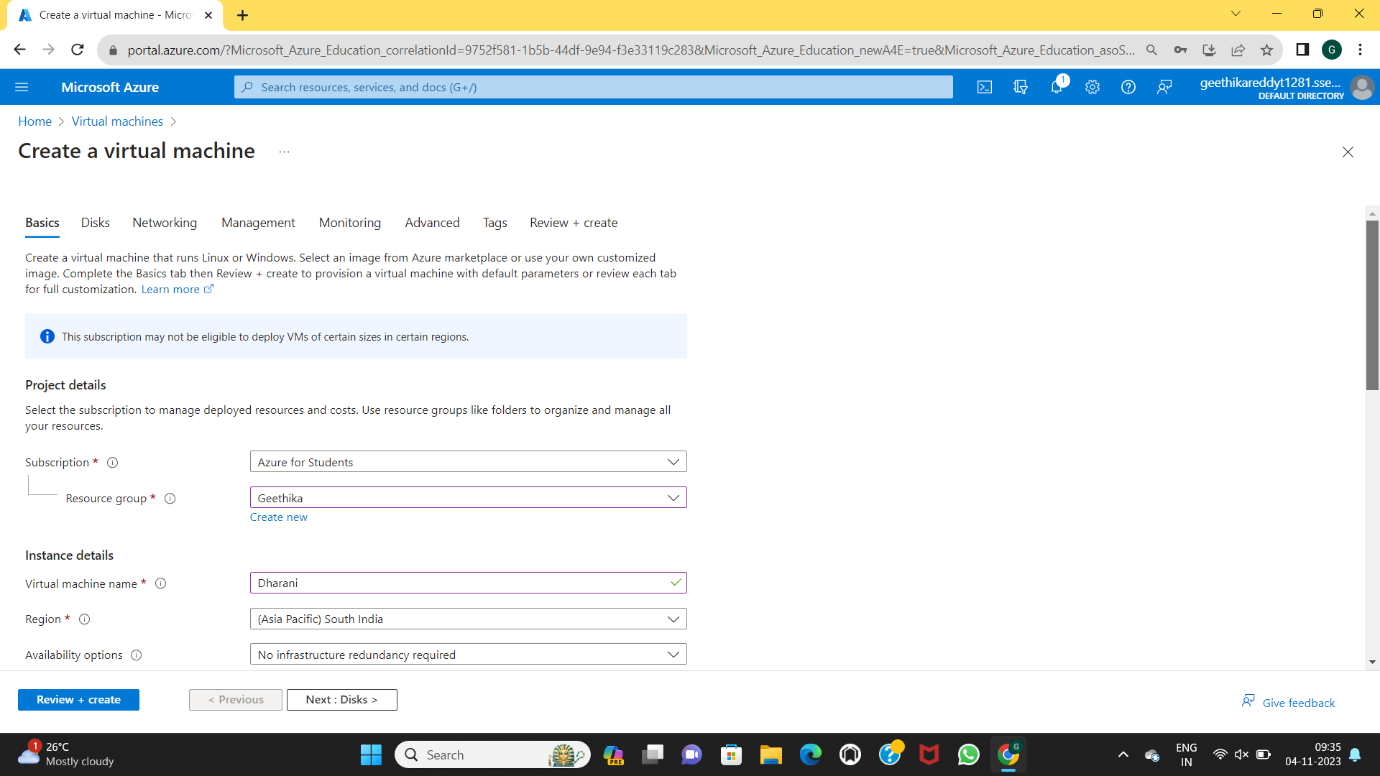 Create a virtual machine - Micro
portal.azure.com/?Microsoft_Azure_Education_correlationId=9752f581-1b5b-44df-9e94-f3e33119c283&Microsoft_Azure_Education_newA4E=true&Microsoft_Azure_Education_asoS...
G
Microsoft Azure
Search resources, services, and docs (G+/)
1
geethikareddyt1281.sse...
DEFAULT DIRECTORY
Home > Virtual machines >
Create a virtual machine ...
Basics Disks Networking Management Monitoring Advanced Tags Review + create
Create a virtual machine that runs Linux or Windows. Select an image from Azure marketplace or use your own customized
image. Complete the Basics tab then Review + create to provision a virtual machine with default parameters or review each tab
for full customization. Learn more
This subscription may not be eligible to deploy VMs of certain sizes in certain regions.
Project details
Select the subscription to manage deployed resources and costs. Use resource groups like folders to organize and manage all
your resources.
Subscription * Azure for Students
Resource group * Geethika
Create new
Instance details
Virtual machine name * Dharani
Region * (Asia Pacific) South India
Availability options No infrastructure redundancy required
Review + create < Previous Next : Disks > Give feedback
1 26°C
Mostly cloudy
Search
PRE
G
ENG
IN
09:35
04-11-2023